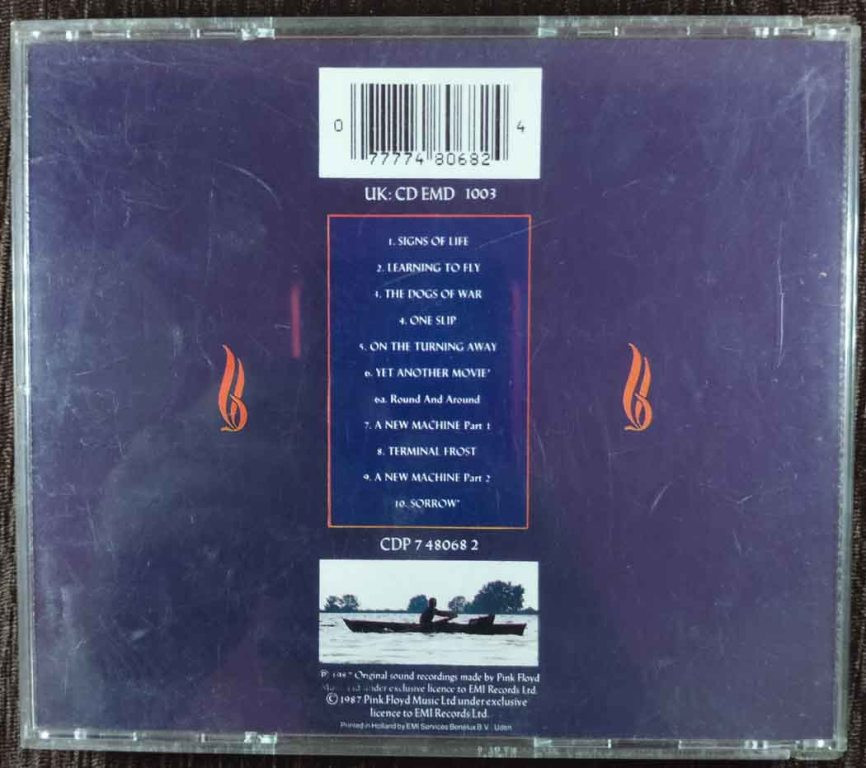 0 77774 80682 4
UK: CD EMD 1003
1. SIGNS OF LIFE
2. LEARNING TO FLY
3. THE DOGS OF WAR
4. ONE SLIP
5. ON THE TURNING AWAY
6. YET ANOTHER MOVIE*
6a. Round And Around
7. A NEW MACHINE Part 1
8. TERMINAL FROST
9. A NEW MACHINE Part 2
10. SORROW*
CDP 7 48068 2
℗ 1987 Original sound recordings made by Pink Floyd
Ltd under exclusive licence to EMI Records Ltd.
© 1987 Pink Floyd Music Ltd under exclusive
licence to EMI Records Ltd.
Printed in Holland by EMI Services Benelux B.V. Uden